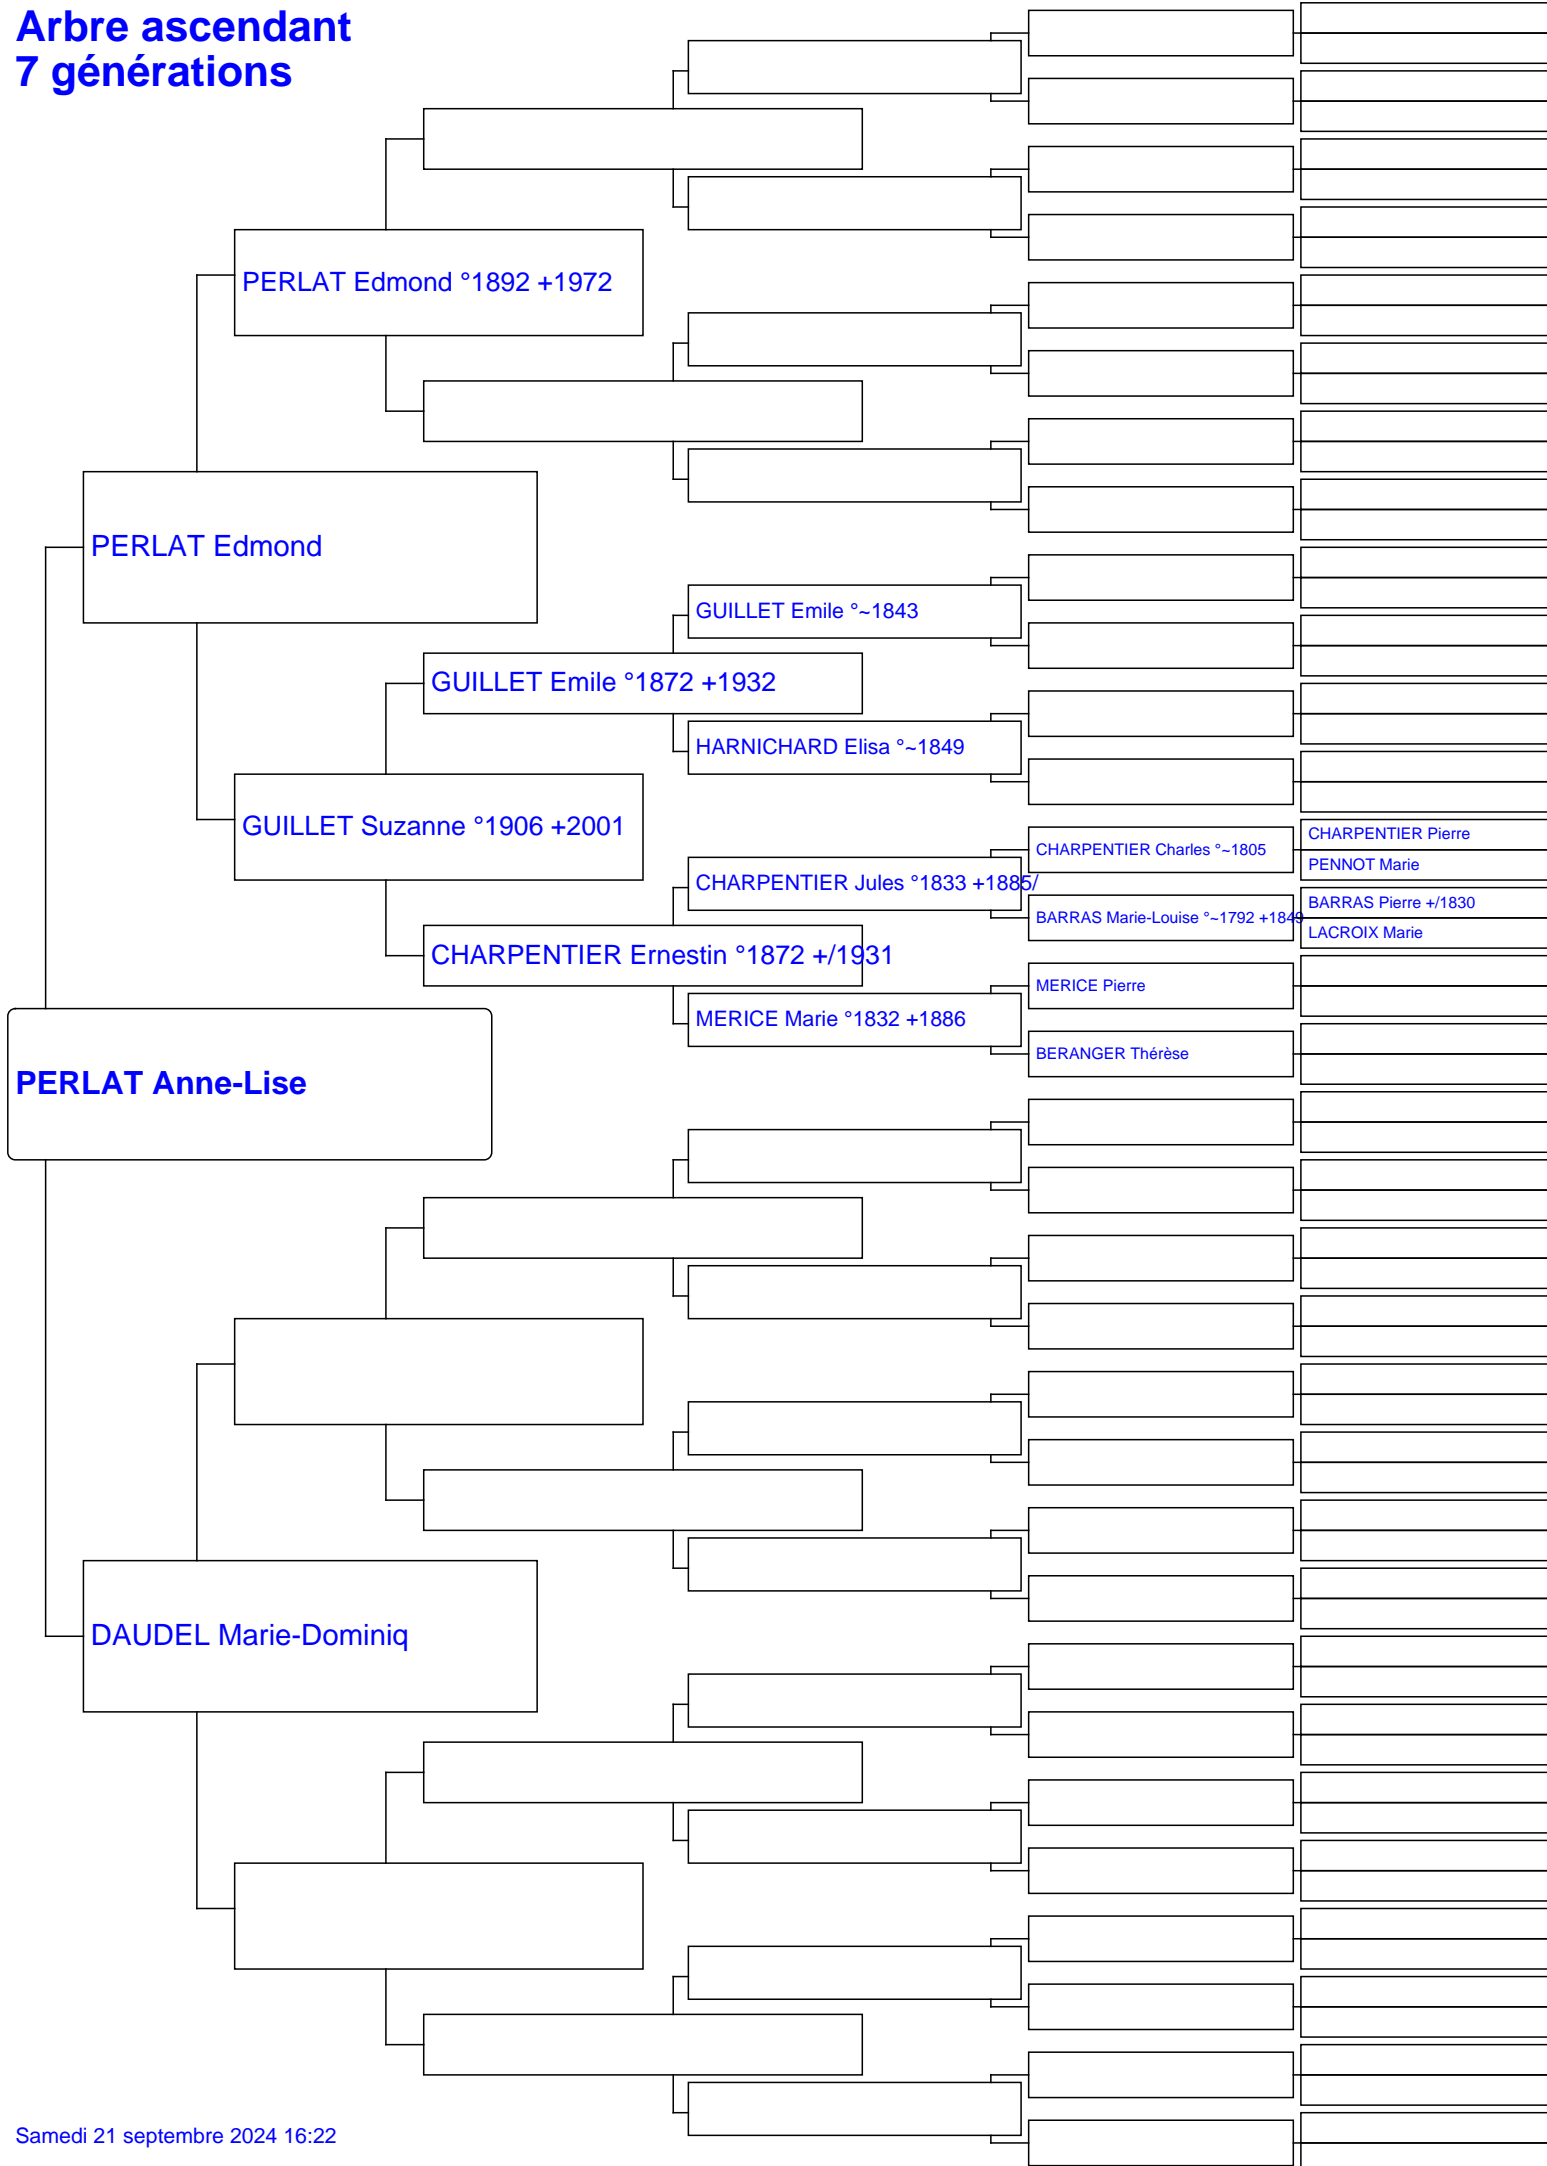 Arbre ascendant
7 générations
PERLAT Edmond °1892 +1972
PERLAT Edmond
GUILLET Emile °~1843
GUILLET Emile °1872 +1932
HARNICHARD Elisa °~1849
GUILLET Suzanne °1906 +2001
CHARPENTIER Pierre
CHARPENTIER Charles °~1805
PENNOT Marie
CHARPENTIER Jules °1833 +1885/
BARRAS Pierre +/1830
BARRAS Marie-Louise °~1792 +1849
LACROIX Marie
CHARPENTIER Ernestin °1872 +/1931
MERICE Pierre
MERICE Marie °1832 +1886
BERANGER Thérèse
PERLAT Anne-Lise
DAUDEL Marie-Dominiq
Samedi 21 septembre 2024 16:22